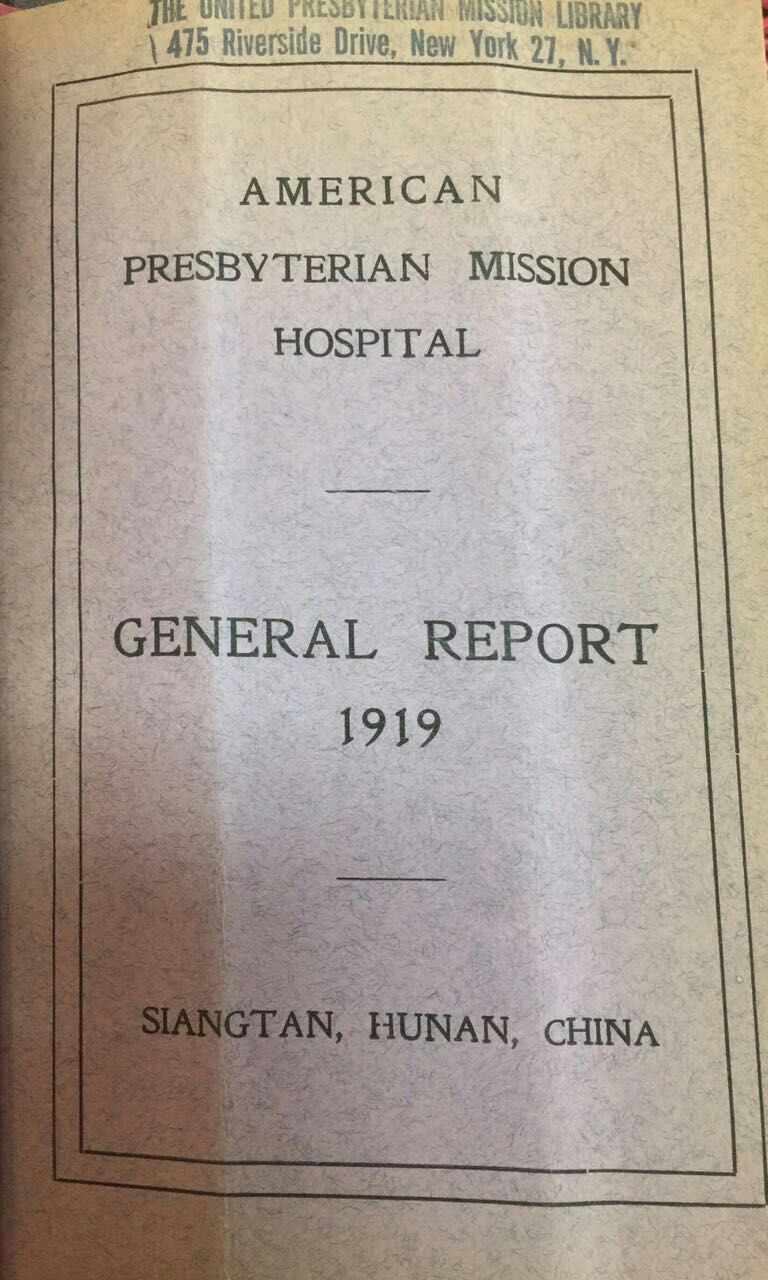 THE UNITED PRESBYTERIAN MISSION LIBRARY
475 Riverside Drive, New York 27, N. Y.
AMERICAN
PRESBYTERIAN MISSION
HOSPITAL
GENERAL REPORT
1919
SIANGTAN, HUNAN, CHINA